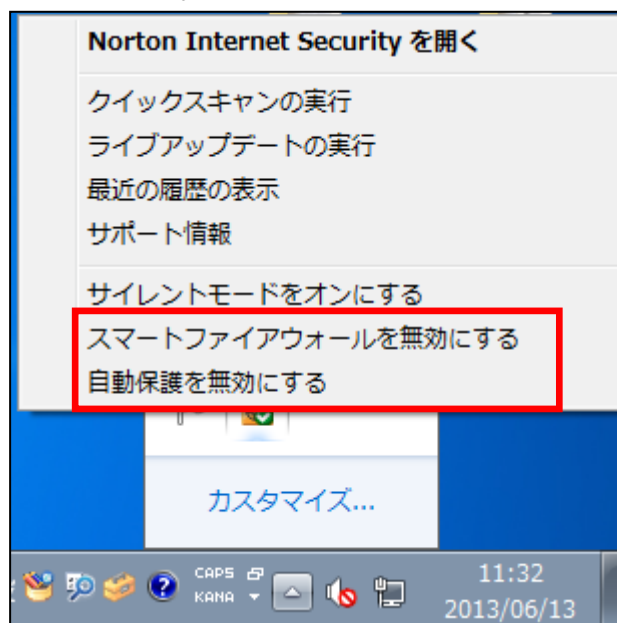 Norton Internet Security を開く
クイックスキャンの実行
ライブアップデートの実行
最近の履歴の表示
サポート情報
サイレントモードをオンにする
スマートファイアウォールを無効にする
自動保護を無効にする
カスタマイズ...
CAPS
KANA
11:32
2013/06/13